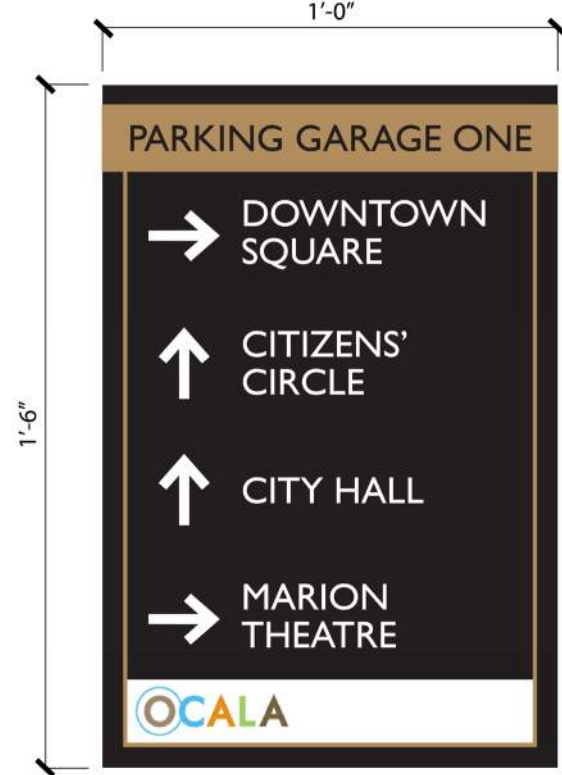 1'-0"
1'-6"
PARKING GARAGE ONE
DOWNTOWN
SQUARE
CITIZENS’
CIRCLE
CITY HALL
MARION
THEATRE
OCALA